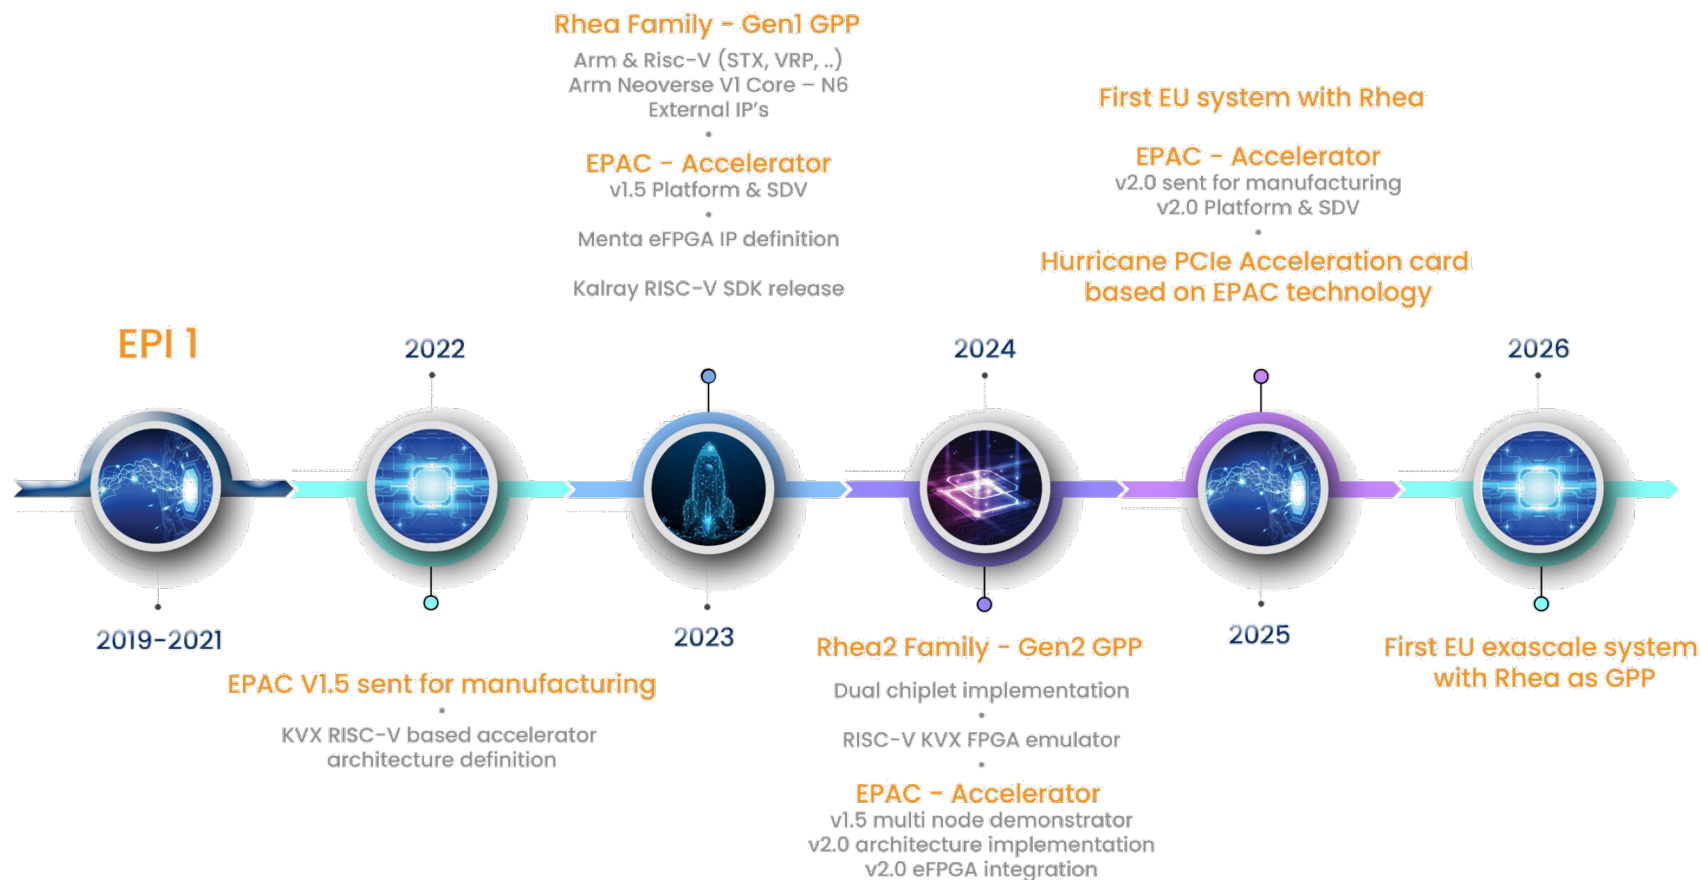 EPI 1
2019-2021
2022
EPAC V1.5 sent for manufacturing
KVX RISC-V based accelerator
architecture definition
Rhea Family - Gen1 GPP
Arm & Risc-V (STX, VRP, ..)
Arm Neoverse V1 Core – N6
External IP's
EPAC - Accelerator
v1.5 Platform & SDV
Menta eFPGA IP definition
Kalray RISC-V SDK release
2023
2024
Rhea2 Family - Gen2 GPP
Dual chiplet implementation
RISC-V KVX FPGA emulator
EPAC - Accelerator
v1.5 multi node demonstrator
v2.0 architecture implementation
v2.0 eFPGA integration
First EU system with Rhea
EPAC - Accelerator
v2.0 sent for manufacturing
v2.0 Platform & SDV
Hurricane PCIe Acceleration card
based on EPAC technology
2025
2026
First EU exascale system
with Rhea as GPP